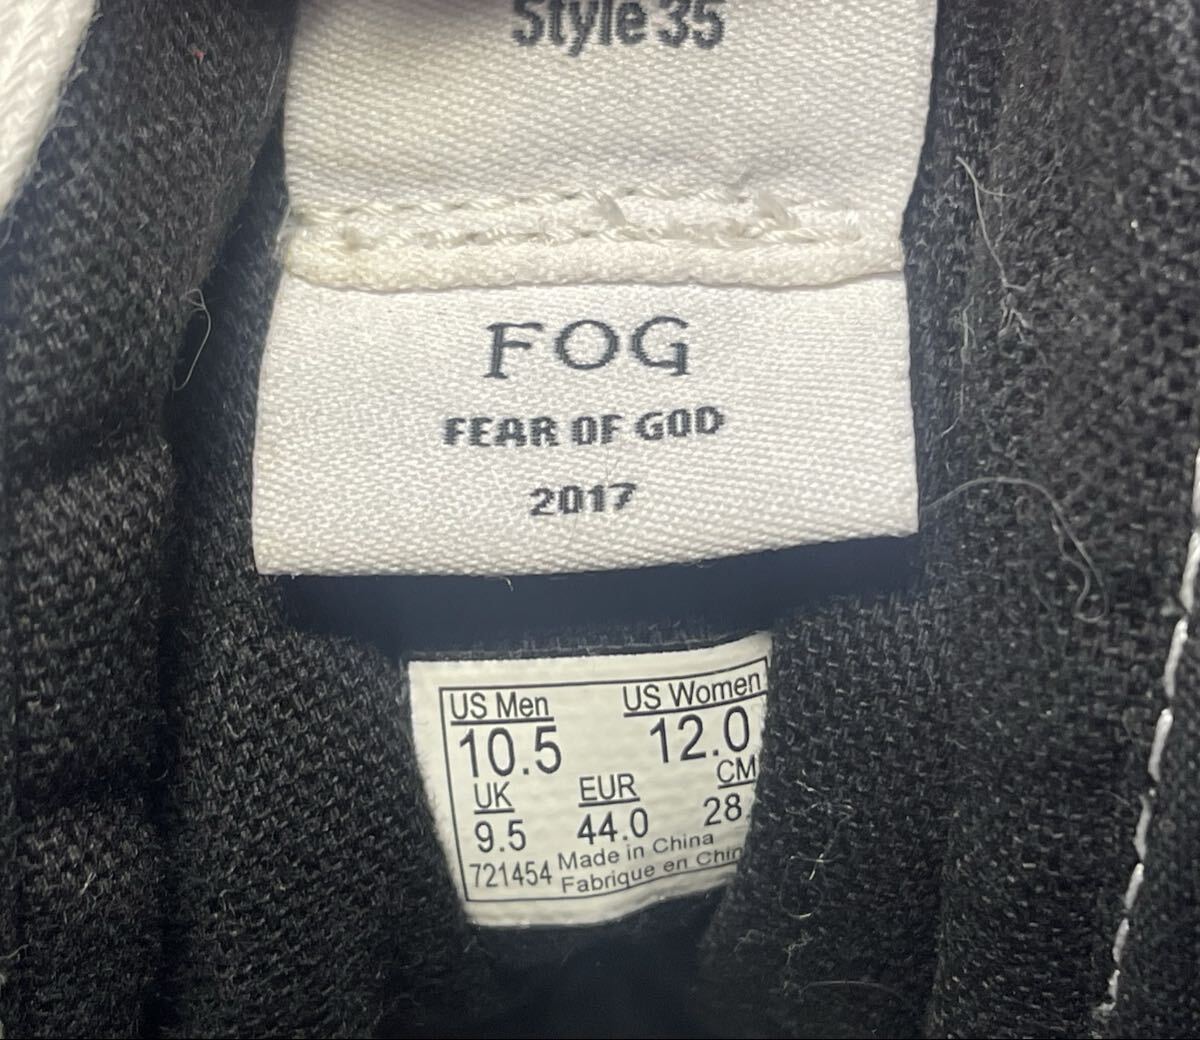 Style 35
FOG
FEAR OF GOD
2017
US Men US Women
10.5 12.0
UK EUR CM
9.5 44.0 28.
721454 Made in China
Fabrique en Chin